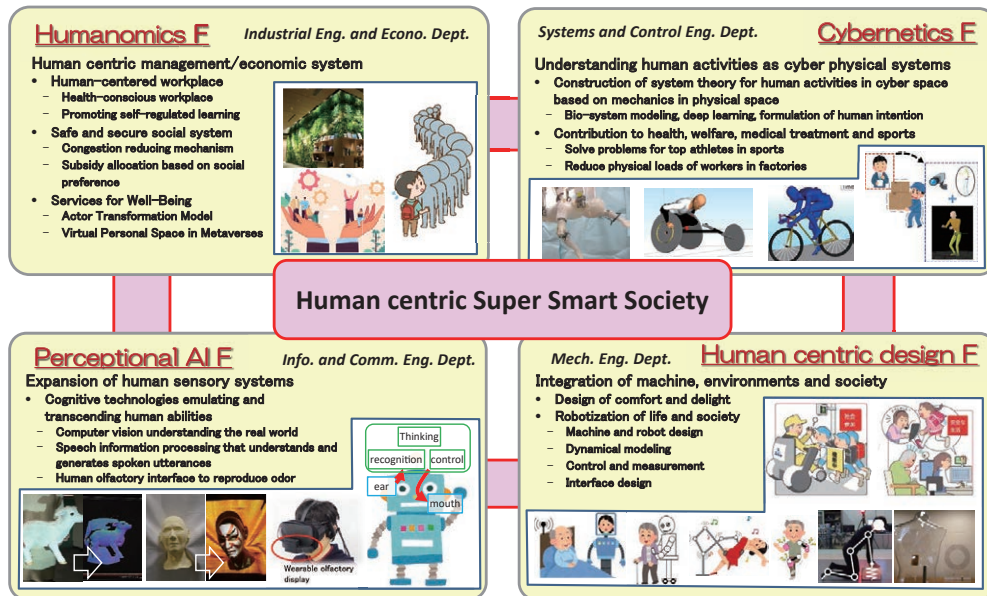 Humanomics F
Industrial Eng. and Econo. Dept.
Human centric management/economic system
• Human-centered workplace
− Health-conscious workplace
− Promoting self-regulated learning
• Safe and secure social system
− Congestion reducing mechanism
− Subsidy allocation based on social
preference
• Services for Well-Being
− Actor Transformation Model
− Virtual Personal Space in Metaverses
Systems and Control Eng. Dept.
Cybernetics F
Understanding human activities as cyber physical systems
• Construction of system theory for human activities in cyber space
based on mechanics in physical space
− Bio-system modeling, deep learning, formulation of human intention
• Contribution to health, welfare, medical treatment and sports
− Solve problems for top athletes in sports
− Reduce physical loads of workers in factories
+
Human centric Super Smart Society
Perceptional AI F
Info. and Comm. Eng. Dept.
Expansion of human sensory systems
• Cognitive technologies emulating and
transcending human abilities
− Computer vision understanding the real world
− Speech information processing that understands and
generates spoken utterances
− Human olfactory interface to reproduce odor
Thinking
recognition
control
ear
mouth
Wearable olfactory
display
Mech. Eng. Dept.
Human centric design F
Integration of machine, environments and society
• Design of comfort and delight
• Robotization of life and society
− Machine and robot design
− Dynamical modeling
− Control and measurement
− Interface design